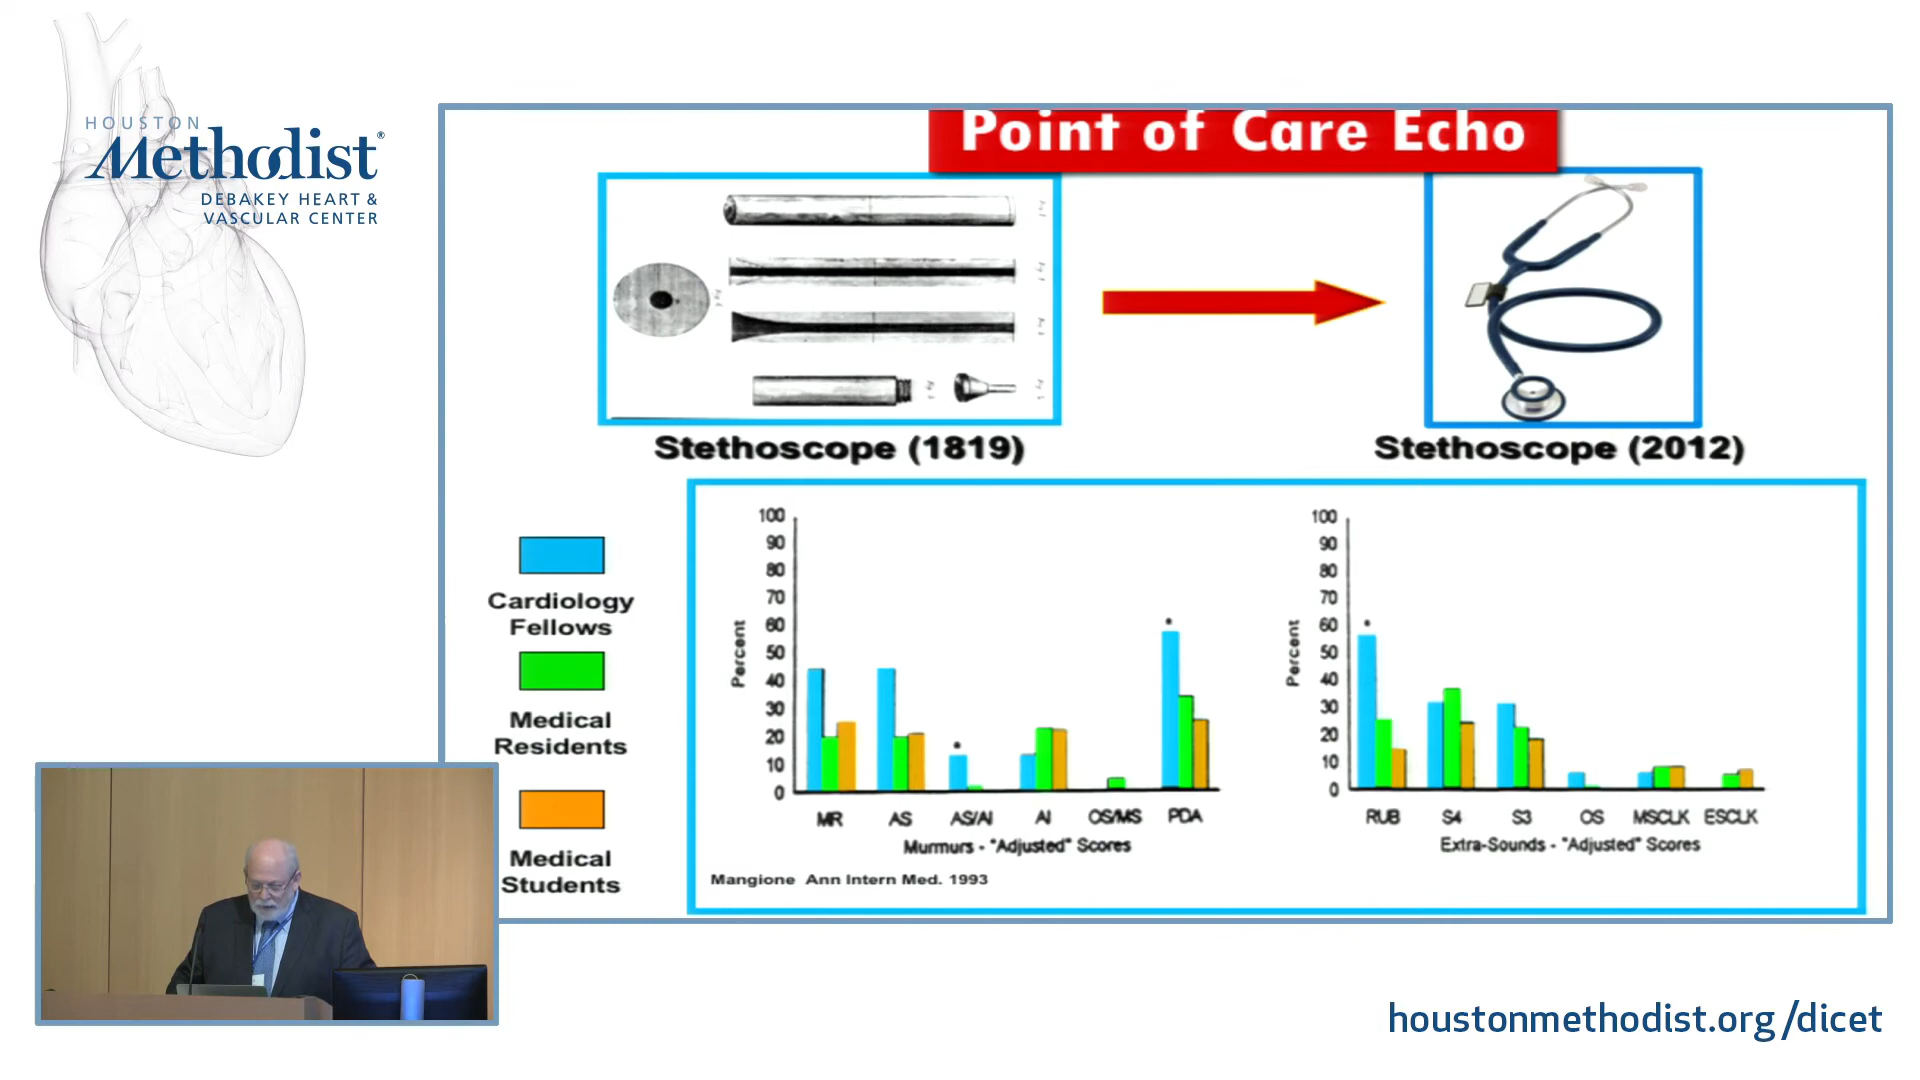 HOUSTON
Methodist®
DEBAKEY HEART &
VASCULAR CENTER
Point of Care Echo
Stethoscope (1819)
Stethoscope (2012)
Cardiology
Fellows
Medical
Residents
Medical
Students
100
90
80
70
60
50
40
30
20
10
0
Percent
*
*
MR AS AS/AI AI OS/MS PDA
Murmurs - "Adjusted" Scores
100
90
80
70
60
50
40
30
20
10
0
Percent
*
RUB S4 S3 OS MSCLK ESCLK
Extra-Sounds - "Adjusted" Scores
Mangione Ann Intern Med. 1993
houstonmethodist.org/dicet